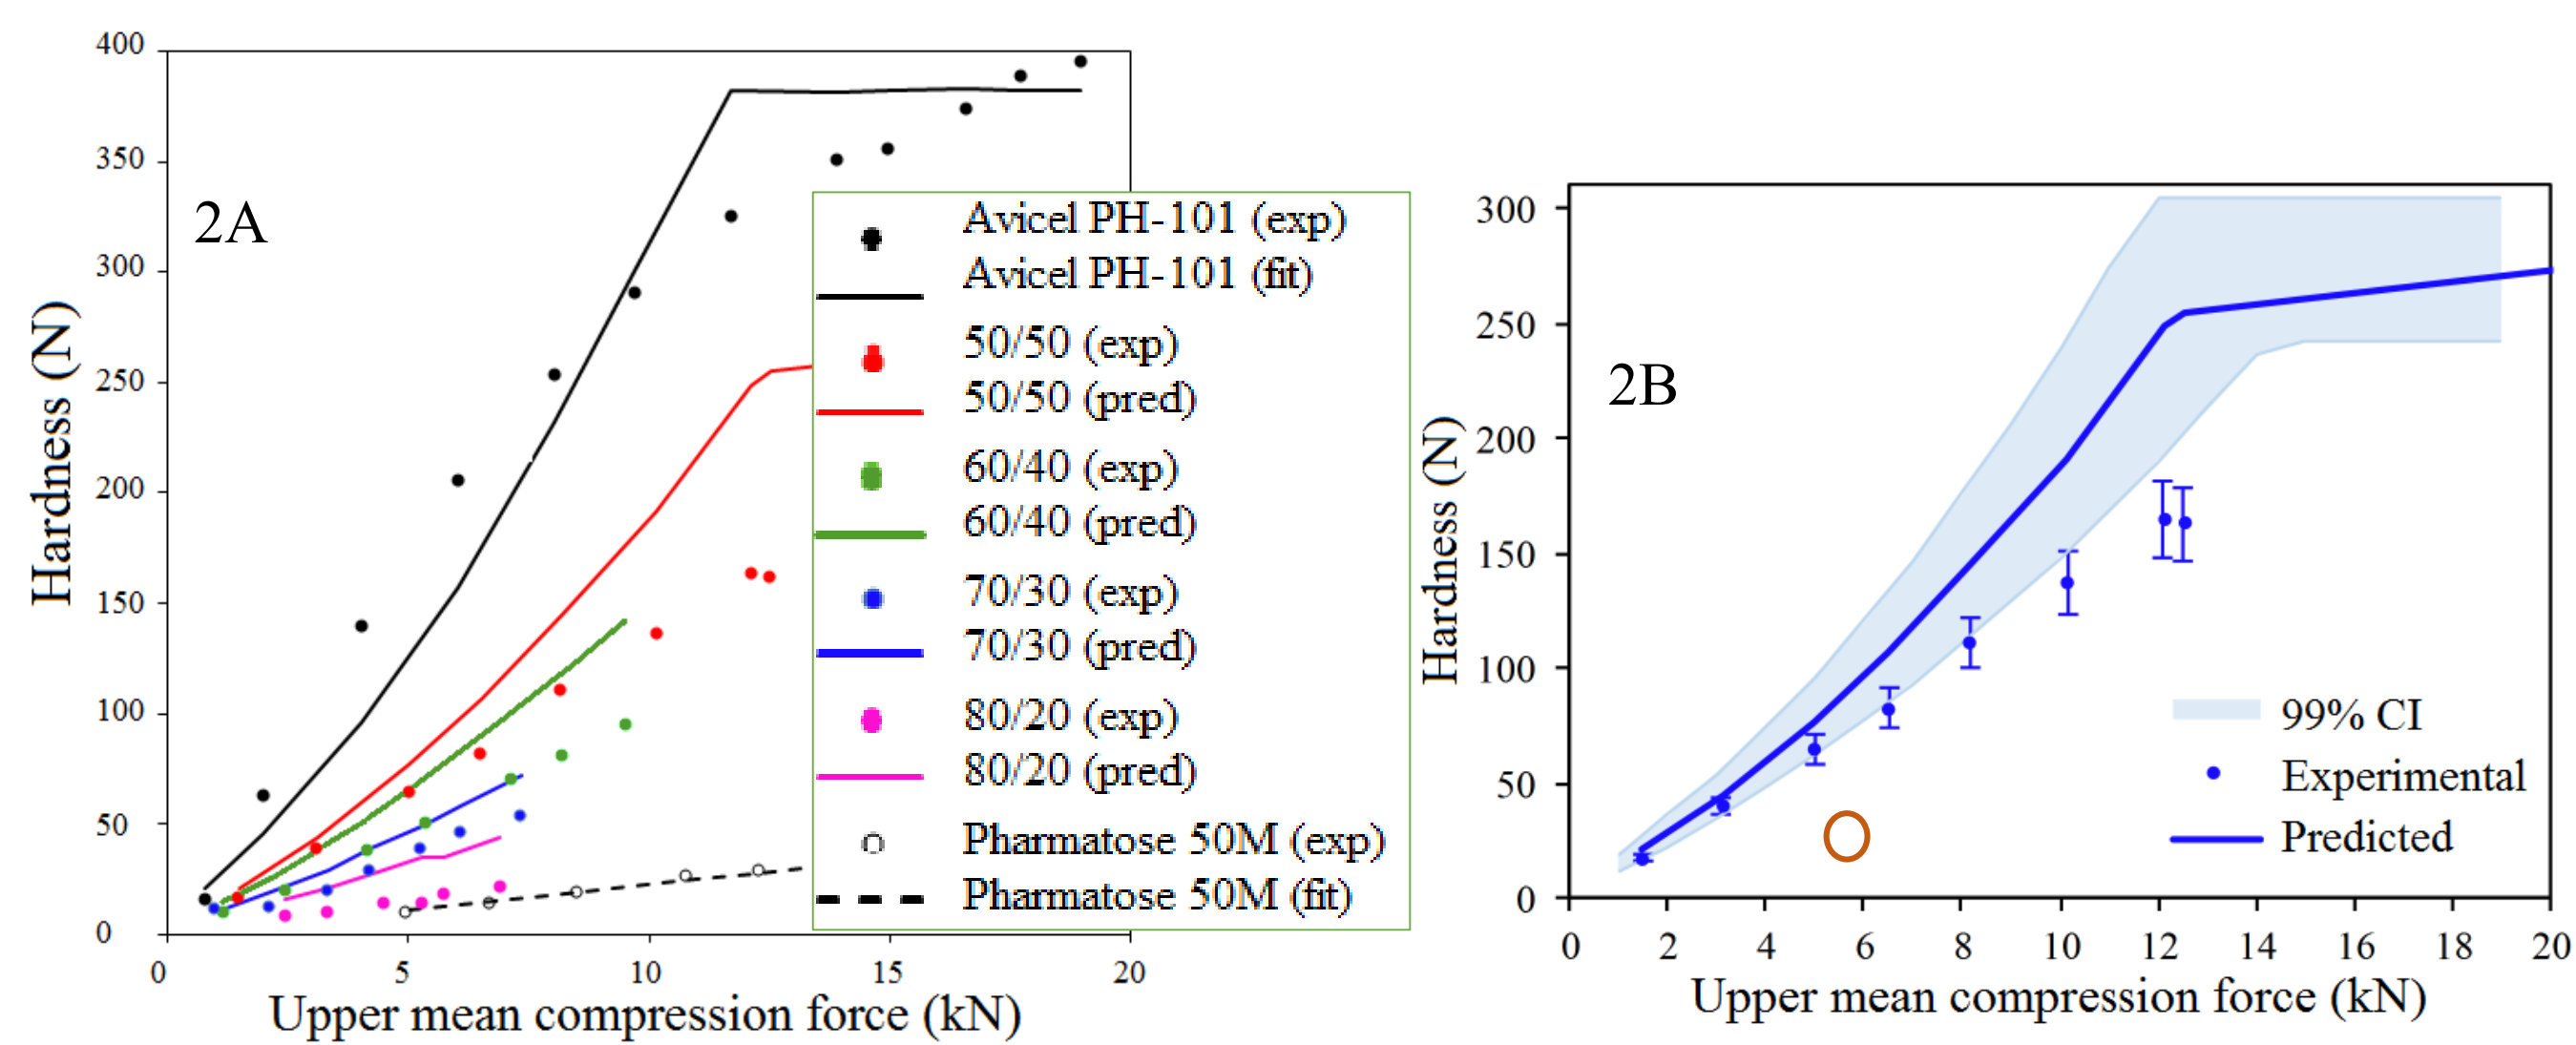 400
350
300
250
200
150
100
50
0
0 5 10 15 20
Hardness (N)
Upper mean compression force (kN)
2A
Avicel PH-101 (exp)
Avicel PH-101 (fit)
50/50 (exp)
50/50 (pred)
60/40 (exp)
60/40 (pred)
70/30 (exp)
70/30 (pred)
80/20 (exp)
80/20 (pred)
Pharmatose 50M (exp)
Pharmatose 50M (fit)
300
250
200
150
100
50
0
0 2 4 6 8 10 12 14 16 18 20
Hardness (N)
Upper mean compression force (kN)
2B
99% CI
Experimental
Predicted